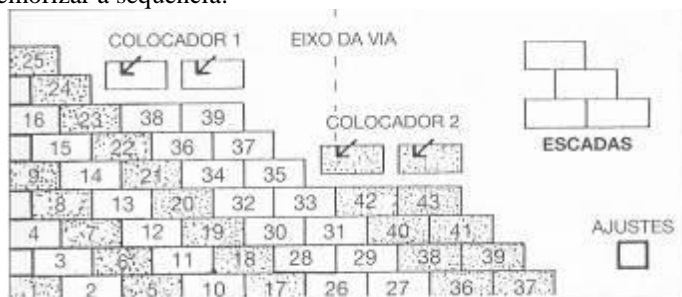 emorizar a sequência.
COLOCADOR 1
EIXO DA VIA
25
24
16 23 38 39
COLOCADOR 2
15 22 36 37
ESCADAS
9 14 21 34 35
8 13 20 32 33 42 43
4 7 12 19 30 31 40 41
AJUSTES
3 6 11 18 28 29 38 39
1 2 5 10 17 26 27 36 37